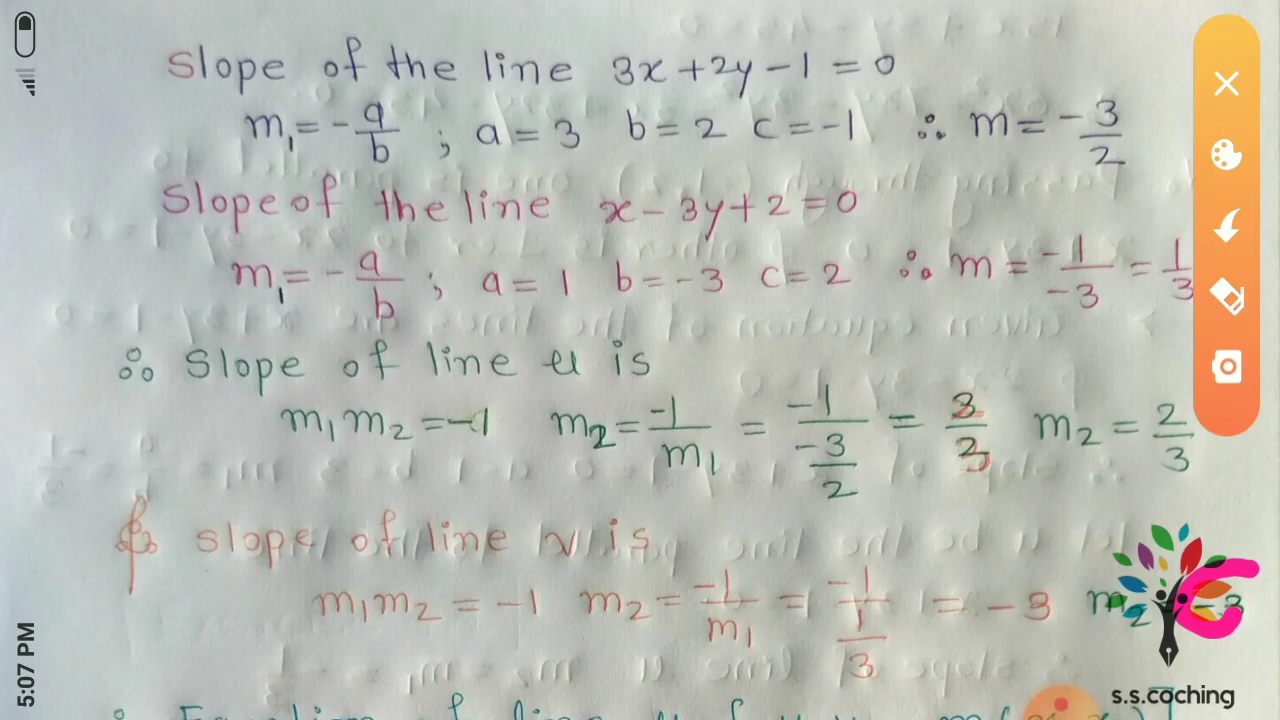 5:07 PM
Slope of the line 3x+2y-1=0
m₁=-a/b ; a=3 b=2 c=-1 ∴ m=-3/2
Slope of the line x-3y+2=0
m₁=-a/b ; a=1 b=-3 c=2 ∴ m=-1/-3=1/3
∴ Slope of line u is
m₁m₂=-1 m₂=-1/m₁ = -1/(-3/2) = m₂=2/3
& slope of line v is
m₁m₂=-1 m₂=-1/m₁ = -1/(1/3) = -3 m₂ -3
s.s.coching